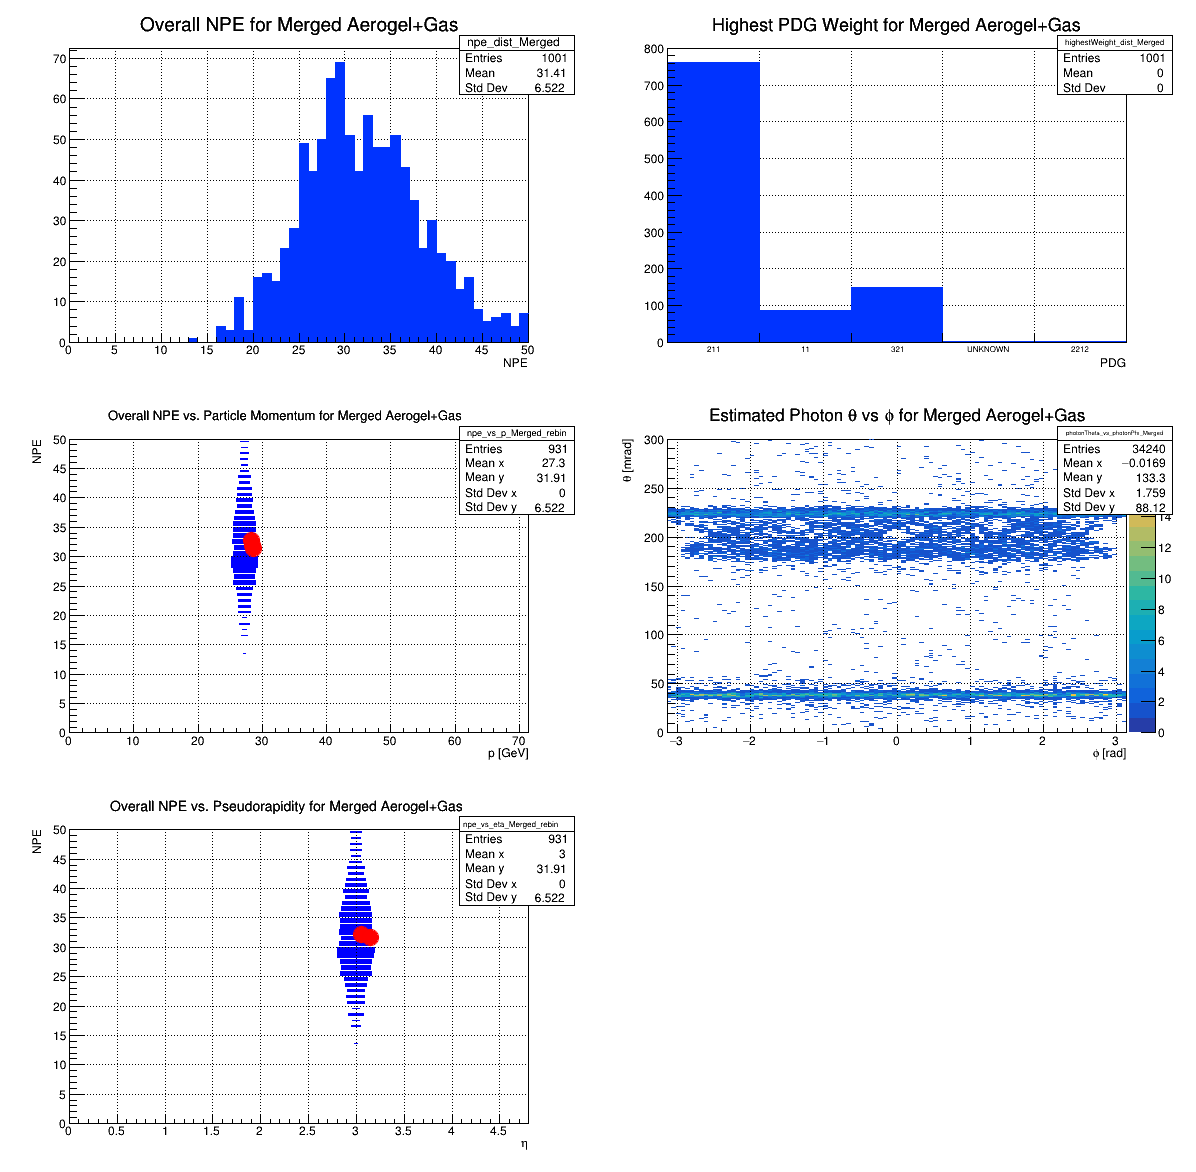 Overall NPE for Merged Aerogel+Gas
npe_dist_Merged
Entries 1001
Mean 31.41
Std Dev 6.522
70
60
50
40
30
20
10
0
0 5 10 15 20 25 30 35 40 45 50
NPE
Highest PDG Weight for Merged Aerogel+Gas
highestWeight_dist_Merged
Entries 1001
Mean 0
Std Dev 0
800
700
600
500
400
300
200
100
0
211 11 321 UNKNOWN 2212
PDG
Overall NPE vs. Particle Momentum for Merged Aerogel+Gas
npe_vs_p_Merged_rebin
Entries 931
Mean x 27.3
Mean y 31.91
Std Dev x 0
Std Dev y 6.522
NPE
50
45
40
35
30
25
20
15
10
5
0
0 10 20 30 40 50 60 70
p [GeV]
Estimated Photon θ vs ϕ for Merged Aerogel+Gas
photonTheta_vs_photonPhi_Merged
Entries 34240
Mean x −0.0169
Mean y 133.3
Std Dev x 1.759
Std Dev y 88.12
θ [mrad]
300
250
200
150
100
50
0
−3 −2 −1 0 1 2 3
ϕ [rad]
14
12
10
8
6
4
2
0
Overall NPE vs. Pseudorapidity for Merged Aerogel+Gas
npe_vs_eta_Merged_rebin
Entries 931
Mean x 3
Mean y 31.91
Std Dev x 0
Std Dev y 6.522
NPE
50
45
40
35
30
25
20
15
10
5
0
0 0.5 1 1.5 2 2.5 3 3.5 4 4.5
η